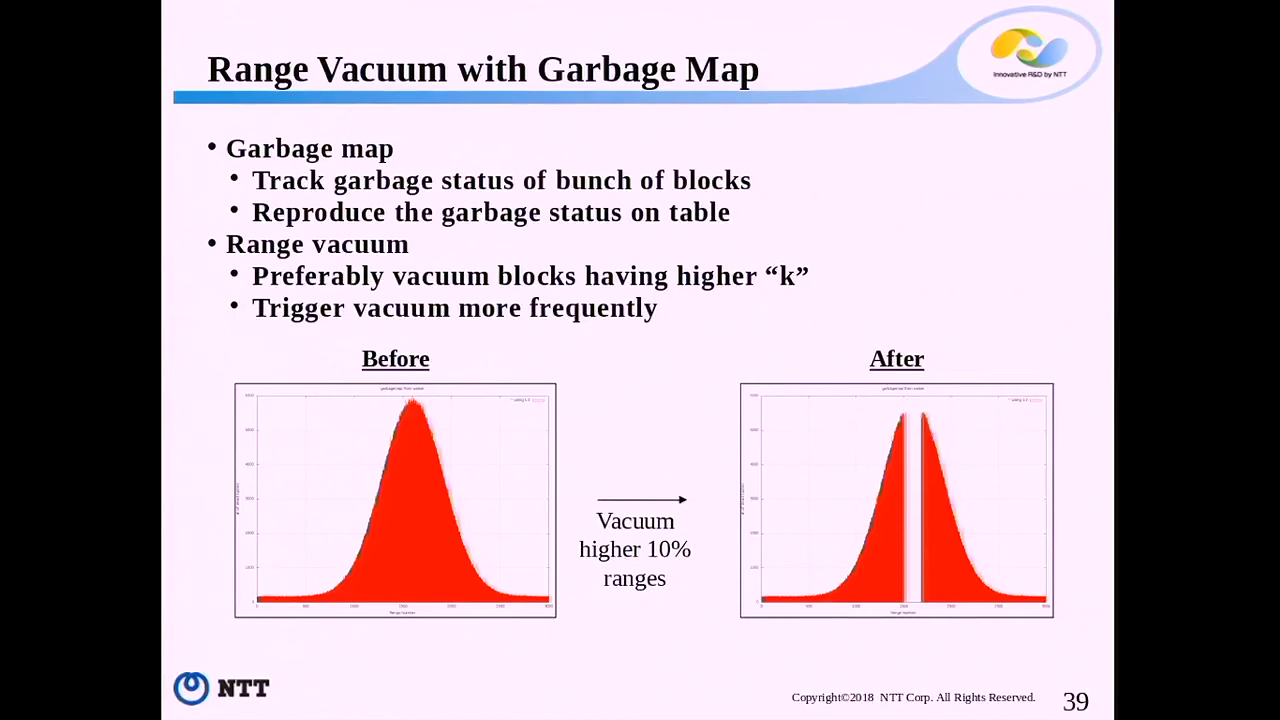 Range Vacuum with Garbage Map
Innovative R&D by NTT
• Garbage map
• Track garbage status of bunch of blocks
• Reproduce the garbage status on table
• Range vacuum
• Preferably vacuum blocks having higher “k”
• Trigger vacuum more frequently
Before
After
Vacuum
higher 10%
ranges
NTT
Copyright©2018 NTT Corp. All Rights Reserved.
39